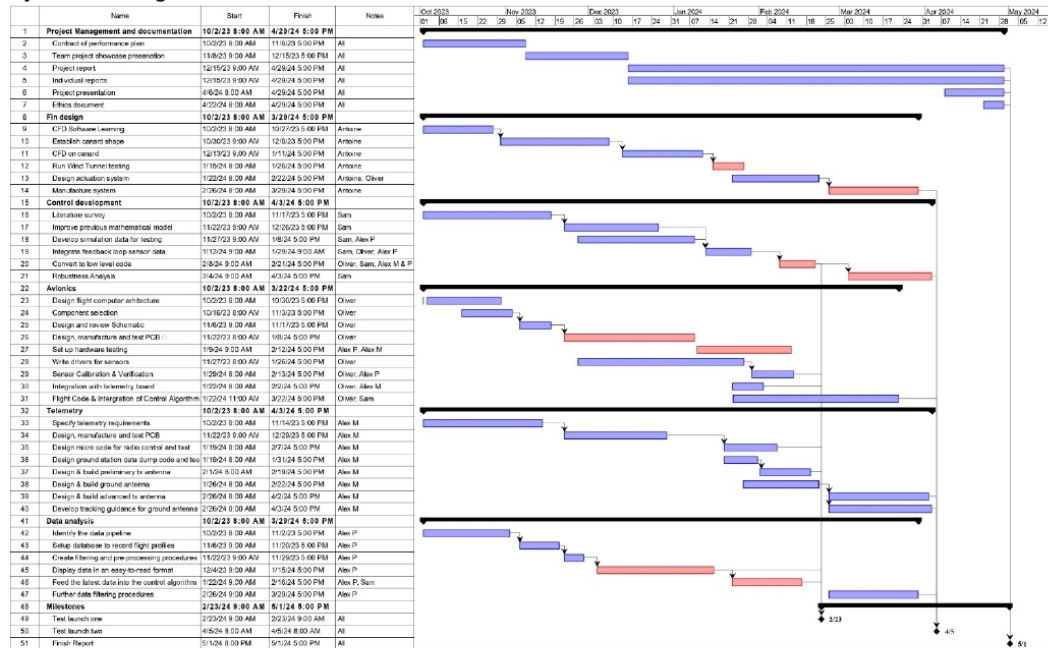 Name Start Finish Notes
Oct 2023 Nov 2023 Dec 2023 Jan 2024 Feb 2024 Mar 2024 Apr 2024 May 2024
01 08 15 22 29 05 12 19 26 03 10 17 24 31 07 14 21 28 04 11 18 25 03 10 17 24 31 07 14 21 28 05 12
1 Project Management and documentation 10/2/23 8:00 AM 4/29/24 5:00 PM
2 Contract of performance plan 10/2/23 8:00 AM 11/8/23 5:00 PM All
3 Team project showcase presenation 11/8/23 9:00 AM 12/15/23 5:00 PM All
4 Project report 12/15/23 9:00 AM 4/29/24 5:00 PM All
5 Individual reports 12/15/23 9:00 AM 4/29/24 5:00 PM All
6 Project presentation 4/6/24 8:00 AM 4/29/24 5:00 PM All
7 Ethics document 4/22/24 8:00 AM 4/29/24 5:00 PM All
8 Fin design 10/2/23 8:00 AM 3/29/24 5:00 PM
9 CFD Software Learning 10/2/23 8:00 AM 10/27/23 5:00 PM Antoine
10 Establish canard shape 10/30/23 9:00 AM 12/8/23 5:00 PM Antoine
11 CFD on canard 12/13/23 9:00 AM 1/11/24 5:00 PM Antoine
12 Run Wind Tunnel testing 1/15/24 8:00 AM 1/26/24 5:00 PM Antoine
13 Design actuation system 1/22/24 8:00 AM 2/22/24 5:00 PM Antoine, Oliver
14 Manufacture system 2/26/24 8:00 AM 3/29/24 5:00 PM Antoine
15 Control development 10/2/23 8:00 AM 4/3/24 5:00 PM
16 Literature survey 10/2/23 8:00 AM 11/17/23 5:00 PM Sam
17 Improve previous mathematical model 11/22/23 9:00 AM 12/26/23 5:00 PM Sam
18 Develop simulation data for testing 11/27/23 9:00 AM 1/8/24 5:00 PM Sam, Alex P
19 Integrate feedback loop sensor data 1/12/24 9:00 AM 1/29/24 9:00 AM Sam, Oliver, Alex P
20 Convert to low level code 2/8/24 9:00 AM 2/21/24 5:00 PM Oliver, Sam, Alex M & P
21 Robustness Analysis 3/4/24 9:00 AM 4/3/24 5:00 PM Sam
22 Avionics 10/2/23 8:00 AM 3/22/24 5:00 PM
23 Design flight computer arhitecture 10/2/23 8:00 AM 10/30/23 5:00 PM Oliver
24 Component selection 10/16/23 8:00 AM 11/3/23 5:00 PM Oliver
25 Design and review Schematic 11/6/23 9:00 AM 11/17/23 5:00 PM Oliver
26 Design, manufacture and test PCB 11/22/23 8:00 AM 1/8/24 5:00 PM Oliver
27 Set up hardware testing 1/9/24 9:00 AM 2/12/24 5:00 PM Alex P, Alex M
28 Write drivers for sensors 11/27/23 8:00 AM 1/26/24 5:00 PM Oliver
29 Sensor Calibration & Verification 1/29/24 8:00 AM 2/13/24 5:00 PM Oliver, Alex P
30 Integration with telemetry board 1/22/24 8:00 AM 2/2/24 5:00 PM Oliver, Alex M
31 Flight Code & Intergration of Control Algorithm 1/22/24 11:00 AM 3/22/24 5:00 PM Oliver, Sam
32 Telemetry 10/2/23 8:00 AM 4/3/24 5:00 PM
33 Specify telemetry requirements 10/2/23 8:00 AM 11/14/23 5:00 PM Alex M
34 Design, manufacture and test PCB 11/22/23 9:00 AM 12/29/23 5:00 PM Alex M
35 Design micro code for radio control and test 1/19/24 8:00 AM 2/7/24 5:00 PM Alex M
36 Design ground station data dump code and tes 1/19/24 8:00 AM 1/31/24 5:00 PM Alex M
37 Design & build preliminary tx antenna 2/1/24 8:00 AM 2/19/24 5:00 PM Alex M
38 Design & build ground antenna 1/26/24 8:00 AM 2/22/24 5:00 PM Alex M
39 Design & build advanced tx antenna 2/26/24 8:00 AM 4/2/24 5:00 PM Alex M
40 Develop tracking guidance for ground antenna 2/26/24 8:00 AM 4/3/24 5:00 PM Alex M
41 Data analysis 10/2/23 8:00 AM 3/29/24 5:00 PM
42 Identify the data pipeline 10/2/23 8:00 AM 11/2/23 5:00 PM Alex P
43 Setup database to record flight profiles 11/6/23 9:00 AM 11/20/23 5:00 PM Alex P
44 Create filtering and pre-processing procedures 11/22/23 9:00 AM 11/29/23 5:00 PM Alex P
45 Display data in an easy-to-read format 12/4/23 9:00 AM 1/15/24 5:00 PM Alex P
46 Feed the latest data into the control algorithm 1/22/24 9:00 AM 2/16/24 5:00 PM Alex P, Sam
47 Further data filtering procedures 2/26/24 9:00 AM 3/29/24 5:00 PM Alex P
48 Milestones 2/23/24 9:00 AM 5/1/24 5:00 PM
49 Test launch one 2/23/24 9:00 AM 2/23/24 9:00 AM All 2/23
50 Test launch two 4/5/24 8:00 AM 4/5/24 8:00 AM All 4/5
51 Finish Report 5/1/24 8:00 PM 5/1/24 5:00 PM All 5/1